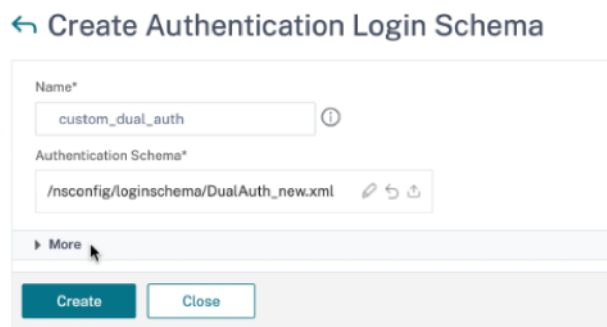 Create Authentication Login Schema
Name*
custom_dual_auth
Authentication Schema*
/nsconfig/loginschema/DualAuth_new.xml
More
Create Close